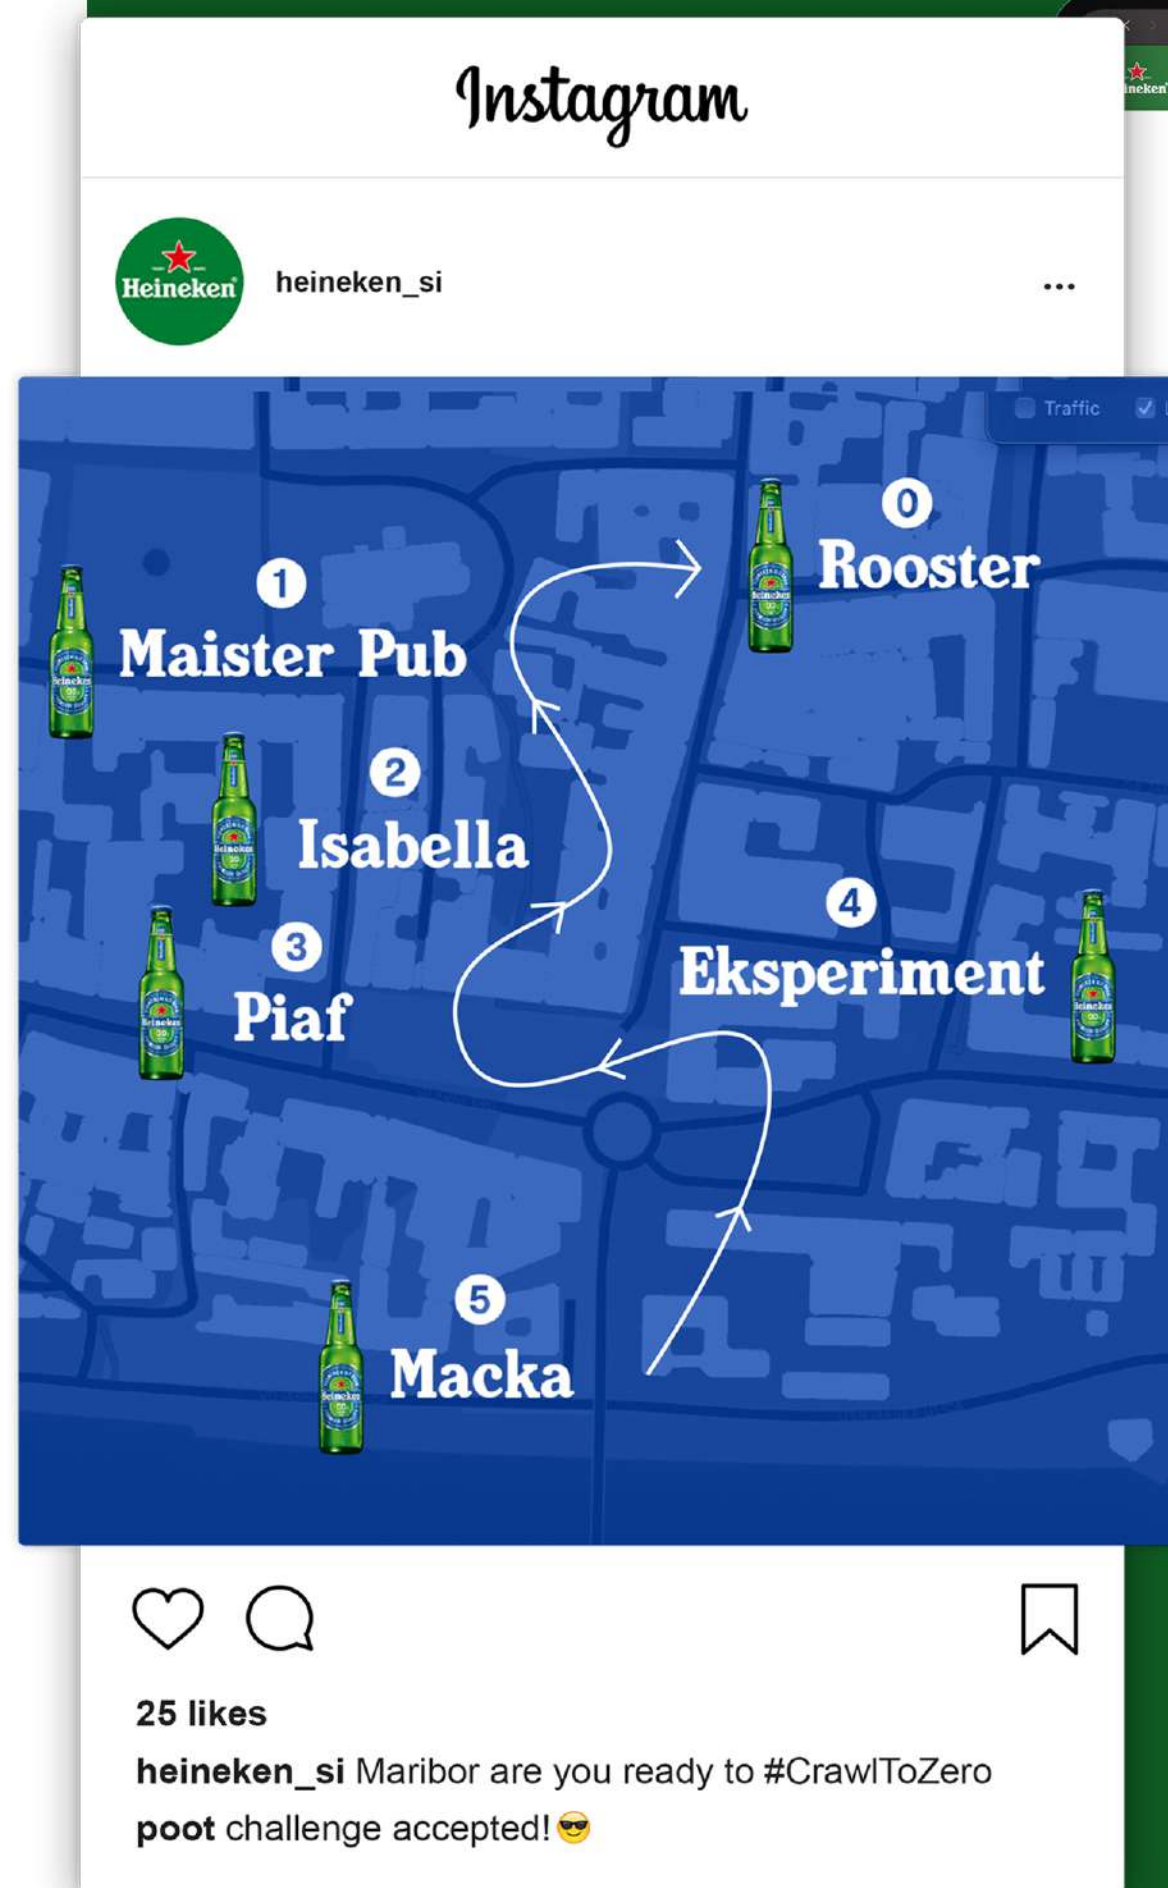 Instagram
Heineken
heineken_si
...
Traffic
0
Rooster
1
Maister Pub
2
Isabella
3
Piaf
4
Eksperiment
5
Macka
25 likes
heineken_si Maribor are you ready to #CrawlToZero
poot challenge accepted!😎